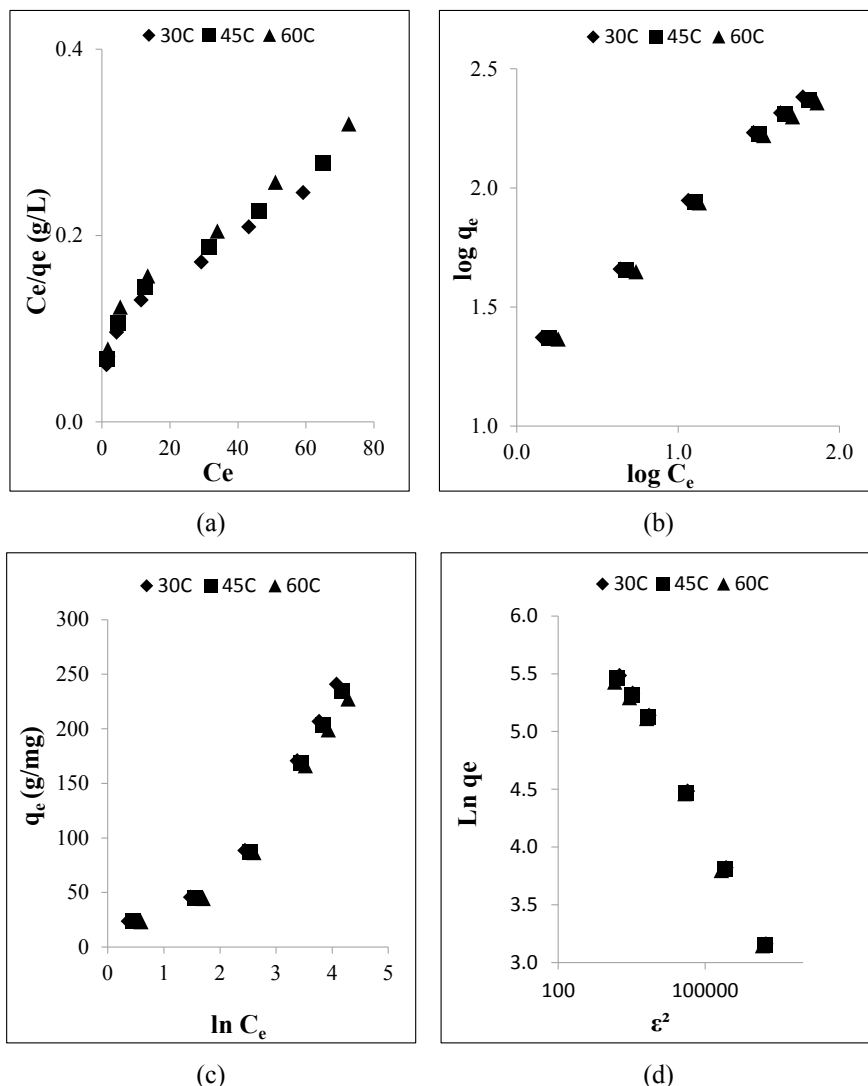 ◆30C ■45C ▲60C
0.4
0.2
0.0
0 20 40 60 80
Ce/qe (g/L)
Ce
(a)
◆30C ■45C ▲60C
2.5
2.0
1.5
1.0
0.0 1.0 2.0
log qₑ
log Cₑ
(b)
◆30C ■45C ▲60C
300
250
200
150
100
50
0
0 1 2 3 4 5
qₑ (g/mg)
ln Cₑ
(c)
◆30C ■45C ▲60C
6.0
5.5
5.0
4.5
4.0
3.5
3.0
100 100000
Ln qe
ε²
(d)